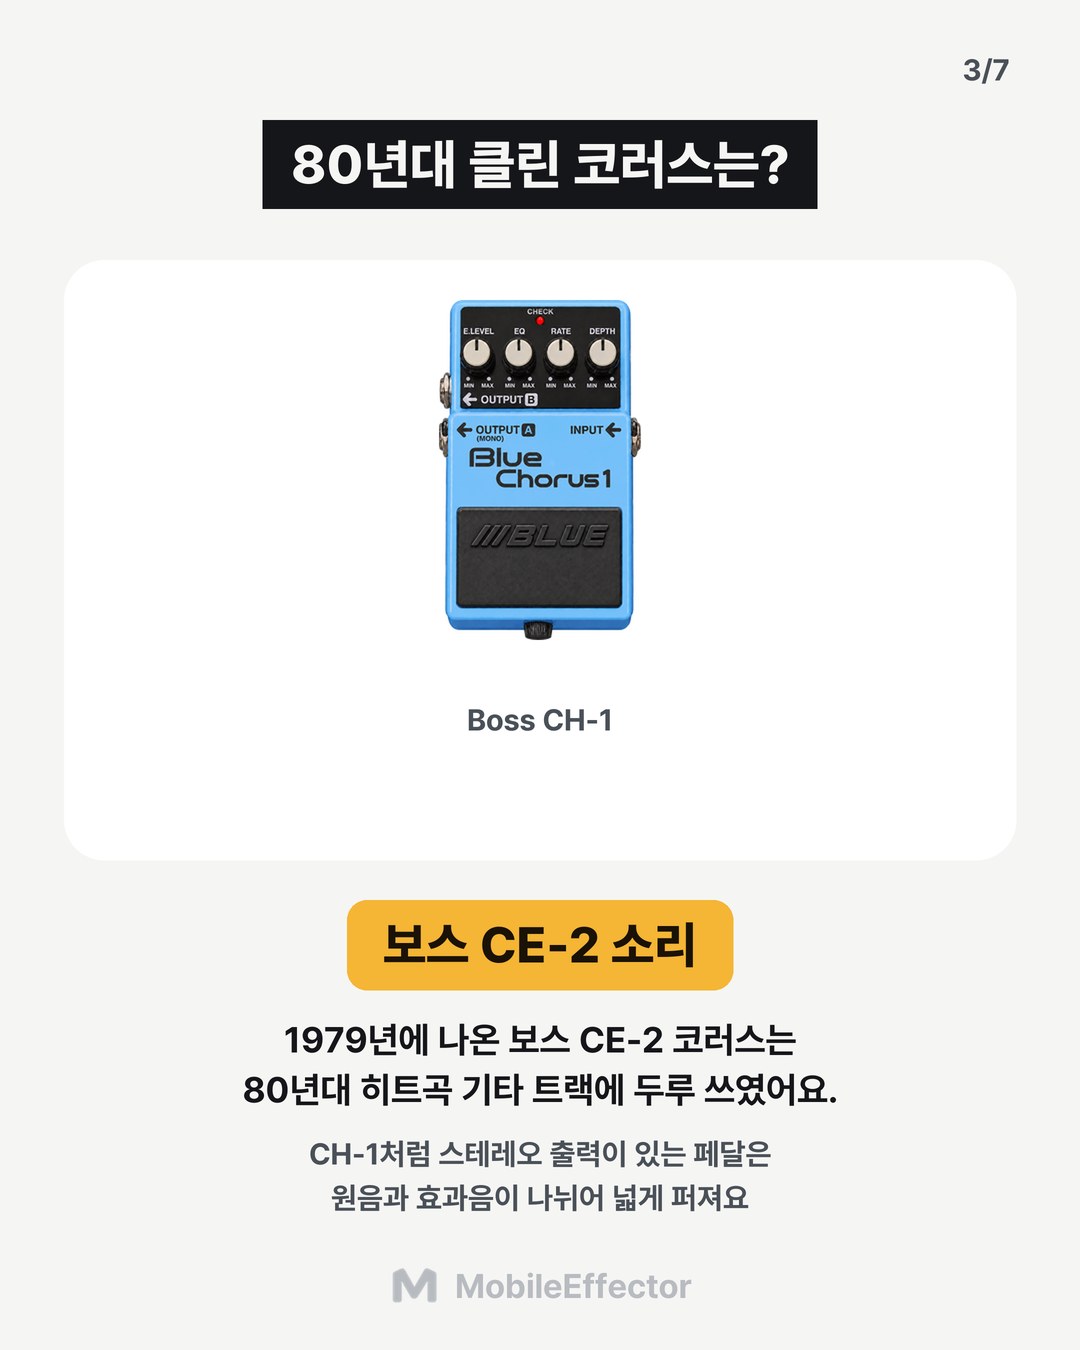 3/7
80년대 클린 코러스는?
CHECK
E.LEVEL EQ RATE DEPTH
MIN MAX MIN MAX MIN MAX MIN MAX
OUTPUT B
OUTPUT A INPUT
(MONO)
Blue
Chorus1
BLUE
Boss CH-1
보스 CE-2 소리
1979년에 나온 보스 CE-2 코러스는
80년대 히트곡 기타 트랙에 두루 쓰였어요.
CH-1처럼 스테레오 출력이 있는 페달은
원음과 효과음이 나뉘어 넓게 퍼져요
MobileEffector